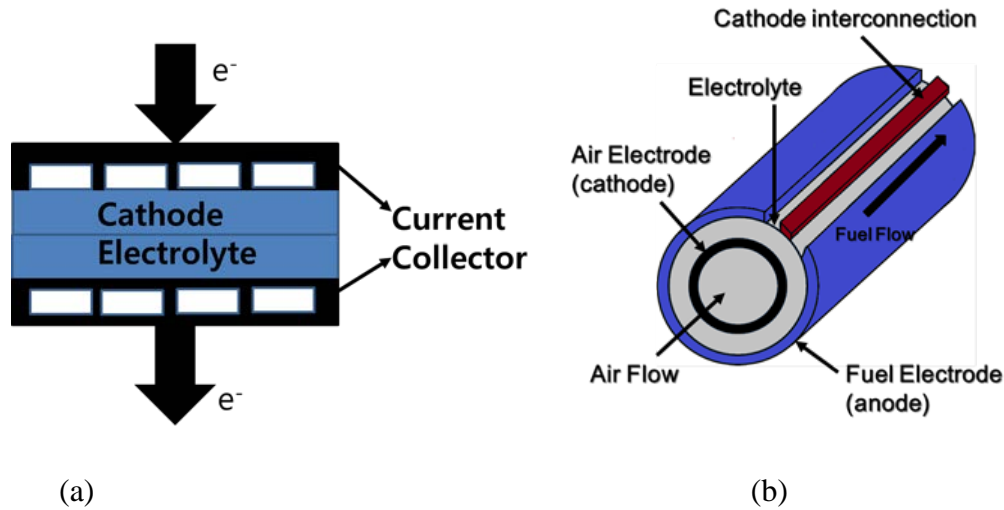 e-
Cathode
Electrolyte
Current
Collector
e-
(a)
Cathode interconnection
Electrolyte
Air Electrode
(cathode)
Fuel Flow
Air Flow
Fuel Electrode
(anode)
(b)